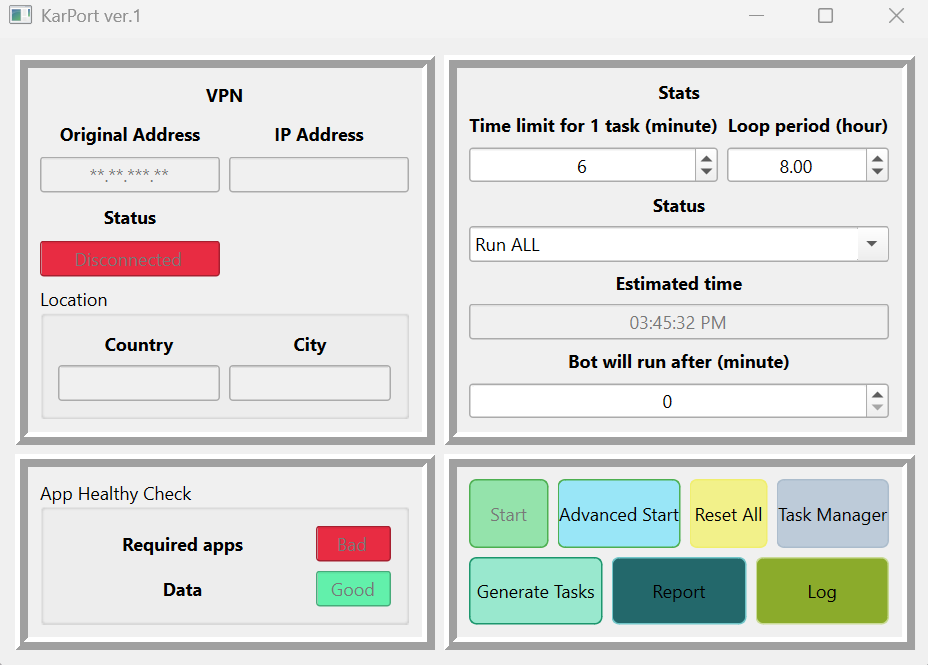 KarPort ver.1
VPN
Original Address IP Address
**.**.***.**
Status
Disconnected
Location
Country City
Stats
Time limit for 1 task (minute) Loop period (hour)
6 8.00
Status
Run ALL
Estimated time
03:45:32 PM
Bot will run after (minute)
0
App Healthy Check
Required apps Bad
Data Good
Start Advanced Start Reset All Task Manager
Generate Tasks Report Log